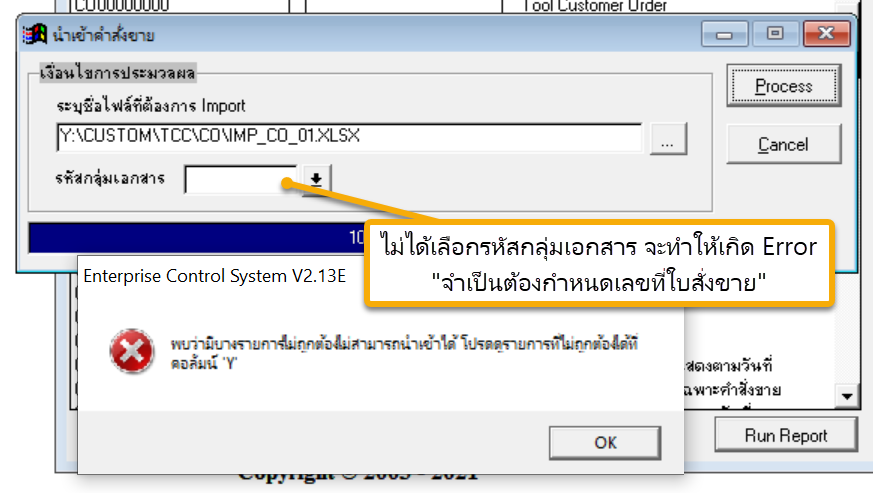 CO00000000
Tool Customer Order
นำเข้าคำสั่งขาย
เงื่อนไขการประมวลผล
Process
ระบุชื่อไฟล์ที่ต้องการ Import
Y:\CUSTOM\TCC\CO\IMP_CO_01.XLSX
...
Cancel
รหัสกลุ่มเอกสาร
10
ไม่ได้เลือกรหัสกลุ่มเอกสาร จะทำให้เกิด Error
"จำเป็นต้องกำหนดเลขที่ใบสั่งขาย"
Enterprise Control System V2.13E
พบว่ามีบางรายการไม่ถูกต้องไม่สามารถนำเข้าได้ โปรดดูรายการที่ไม่ถูกต้องได้ที่
คอลัมน์ 'Y'
สดงตามวันที่
ฉพาะคำสั่งขาย
OK
Run Report
Copyright © 2003 - 2021